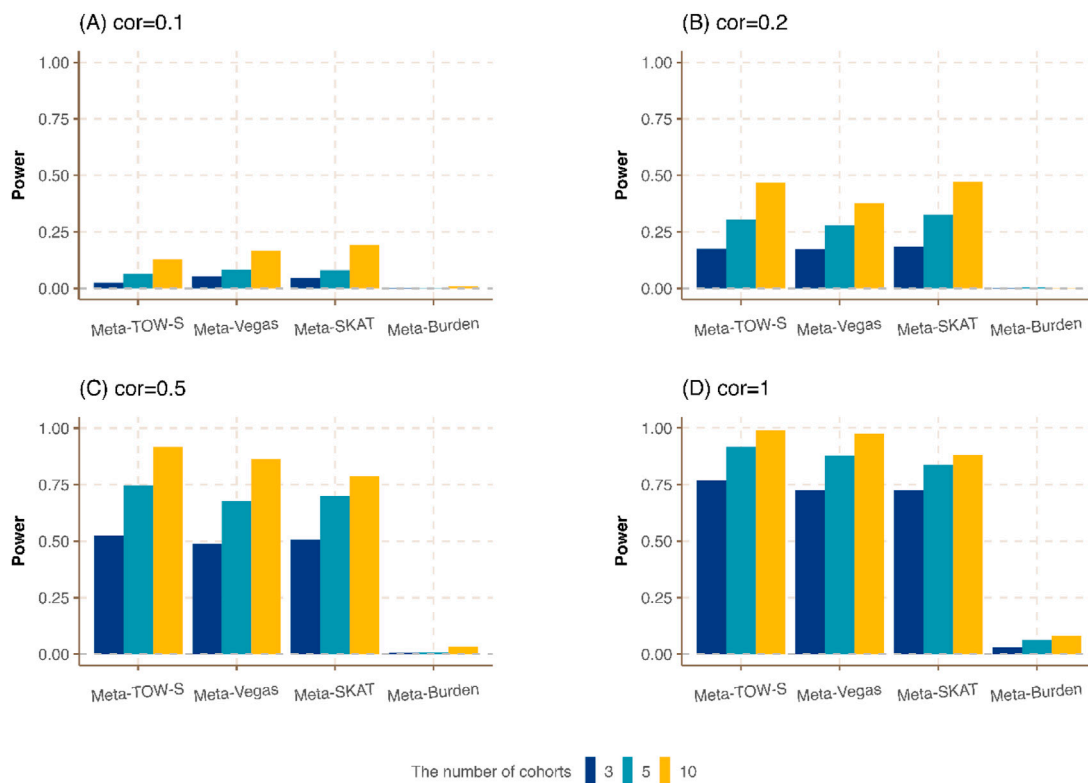 (A) cor=0.1
Power
1.00
0.75
0.50
0.25
0.00
Meta-TOW-S Meta-Vegas Meta-SKAT Meta-Burden
(B) cor=0.2
Power
1.00
0.75
0.50
0.25
0.00
Meta-TOW-S Meta-Vegas Meta-SKAT Meta-Burden
(C) cor=0.5
Power
1.00
0.75
0.50
0.25
0.00
Meta-TOW-S Meta-Vegas Meta-SKAT Meta-Burden
(D) cor=1
Power
1.00
0.75
0.50
0.25
0.00
Meta-TOW-S Meta-Vegas Meta-SKAT Meta-Burden
The number of cohorts 3 5 10